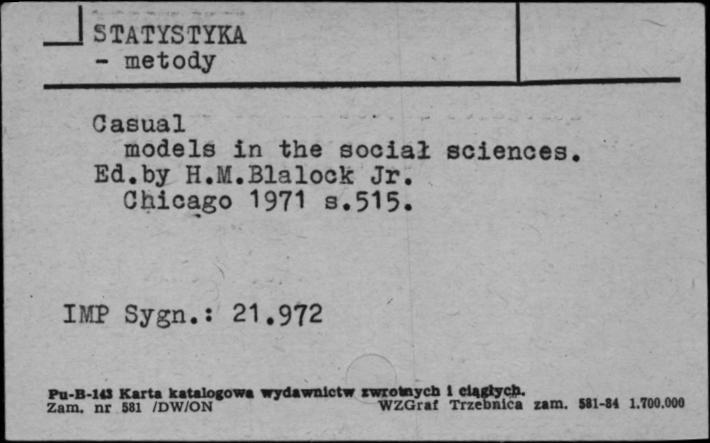 STATYSTYKA
- metody
Casual
models in the sociał sciences.
Ed.by H.M.Blalock Jr.
Chicago 1971 s.515.
IMP Sygn.: 21.972
Pu-B-143 Karta katalogowa wydawnictw zwrotnych i ciągłych.
Zam. nr 581 /DW/ON WZGraf Trzebnica zam. 581-84 1.700.000